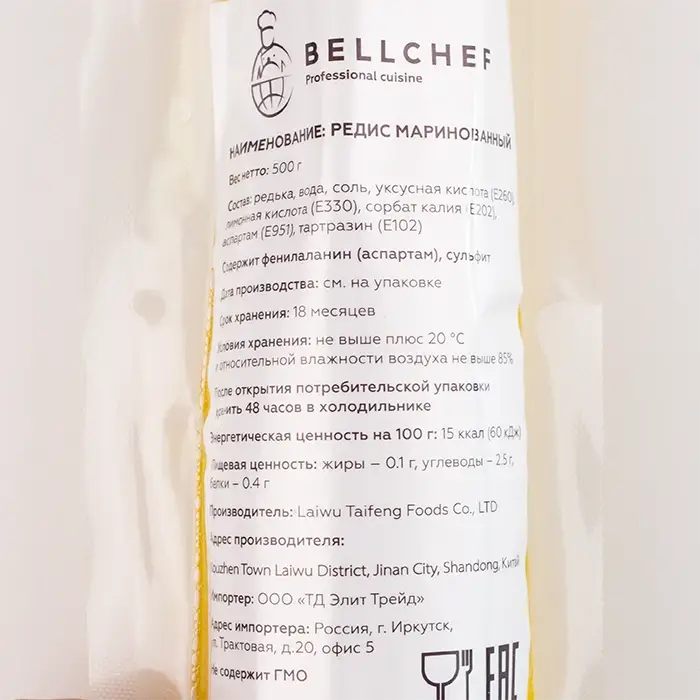 BELLCHEF
Professional cuisine
НАИМЕНОВАНИЕ: РЕДИС МАРИНОВАННЫЙ
Вес нетто: 500 г
Состав: редька, вода, соль, уксусная кислота (E260),
лимонная кислота (E330), сорбат калия (E202),
аспартам (E951), тартразин (E102)
Содержит фенилаланин (аспартам), сульфит
Дата производства: см. на упаковке
Срок хранения: 18 месяцев
Условия хранения: не выше плюс 20 °C
и относительной влажности воздуха не выше 85%
После открытия потребительской упаковки
хранить 48 часов в холодильнике
Энергетическая ценность на 100 г: 15 ккал (60 кДж)
Пищевая ценность: жиры – 0.1 г, углеводы – 2.5 г,
белки – 0.4 г
Производитель: Laiwu Taifeng Foods Co., LTD
Адрес производителя:
Kouzhen Town Laiwu District, Jinan City, Shandong, Китай
Импортер: ООО «ТД Элит Трейд»
Адрес импортера: Россия, г. Иркутск,
ул. Трактовая, д.20, офис 5
Не содержит ГМО
EAC